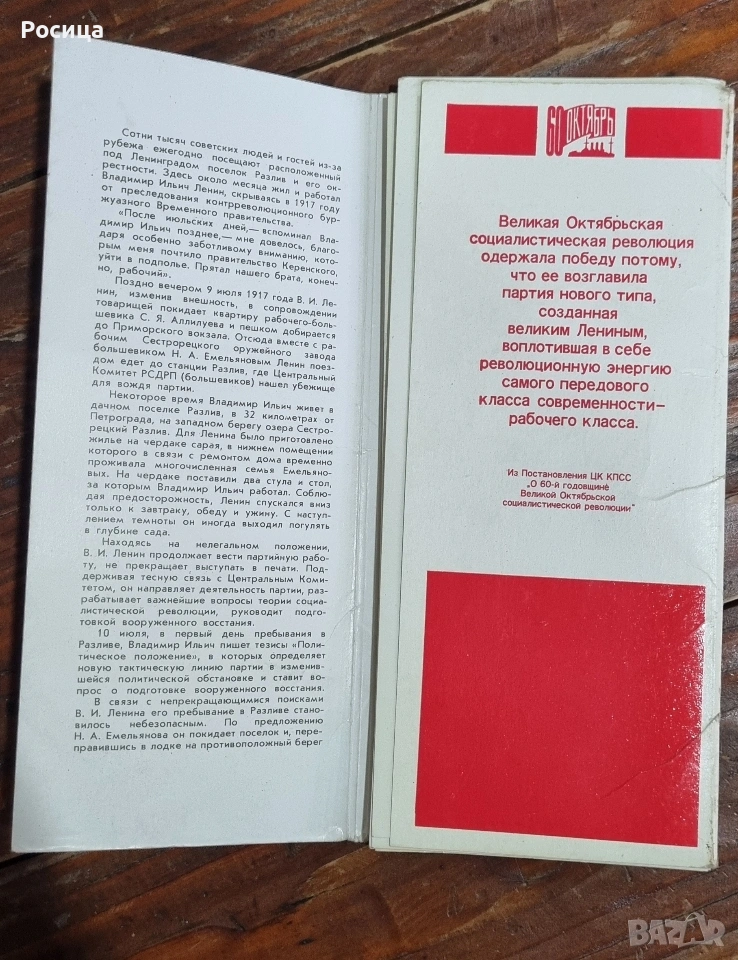 Росица
Сотни тысяч советских людей и гостей из-за
рубежа ежегодно посещают расположенный
под Ленинградом поселок Разлив и его ок-
рестности. Здесь около месяца жил и работал
Владимир Ильич Ленин, скрываясь в 1917 году
от преследования контрреволюционного бур-
жуазного Временного правительства.
«После июльских дней,— вспоминал Вла-
димир Ильич позднее,— мне довелось, благо-
даря особенно заботливому вниманию, кото-
рым меня почтило правительство Керенского,
уйти в подполье. Прятал нашего брата, конеч-
но, рабочий».
Поздно вечером 9 июля 1917 года В. И. Ле-
нин, изменив внешность, в сопровождении
товарищей покидает квартиру рабочего-боль-
шевика С. Я. Аллилуева и пешком добирается
до Приморского вокзала. Отсюда вместе с ра-
бочим Сестрорецкого оружейного завода
большевиком Н. А. Емельяновым Ленин поез-
дом едет до станции Разлив, где Центральный
Комитет РСДРП (большевиков) нашел убежище
для вождя партии.
Некоторое время Владимир Ильич живет в
дачном поселке Разлив, в 32 километрах от
Петрограда, на западном берегу озера Сестро-
рецкий Разлив. Для Ленина было приготовлено
жилье на чердаке сарая, в нижнем помещении
которого в связи с ремонтом дома временно
проживала многочисленная семья Емельяно-
вых. На чердаке поставили два стула и стол,
за которым Владимир Ильич работал. Соблю-
дая предосторожность, Ленин спускался вниз
только к завтраку, обеду и ужину. С наступ-
лением темноты он иногда выходил погулять
в глубине сада.
Находясь на нелегальном положении,
В. И. Ленин продолжает вести партийную рабо-
ту, не прекращает выступать в печати. Под-
держивая тесную связь с Центральным Коми-
тетом, он направляет деятельность партии, раз-
рабатывает важнейшие вопросы теории социа-
листической революции, руководит подго-
товкой вооруженного восстания.
10 июля, в первый день пребывания в
Разливе, Владимир Ильич пишет тезисы «Поли-
тическое положение», в которых определяет
новую тактическую линию партии в изменив-
шейся политической обстановке и ставит во-
прос о подготовке вооруженного восстания.
В связи с непрекращающимися поисками
В. И. Ленина его пребывание в Разливе стано-
вилось небезопасным. По предложению
Н. А. Емельянова он покидает поселок и, пере-
правившись в лодке на противоположный берег
60 ОКТЯБРЬ
Великая Октябрьская
социалистическая революция
одержала победу потому,
что ее возглавила
партия нового типа,
созданная
великим Лениным,
воплотившая в себе
революционную энергию
самого передового
класса современности—
рабочего класса.
Из Постановления ЦК КПСС
„О 60-й годовщине
Великой Октябрьской
социалистической революции"
BAZAR